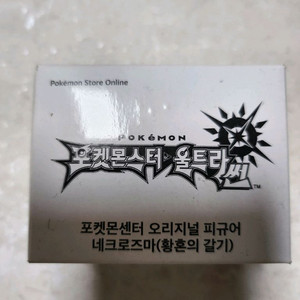 Pokémon Store Online
POKéMON
포켓몬스터 울트라썬
TM
포켓몬센터 오리지널 피규어
네크로즈마(황혼의 갈기)